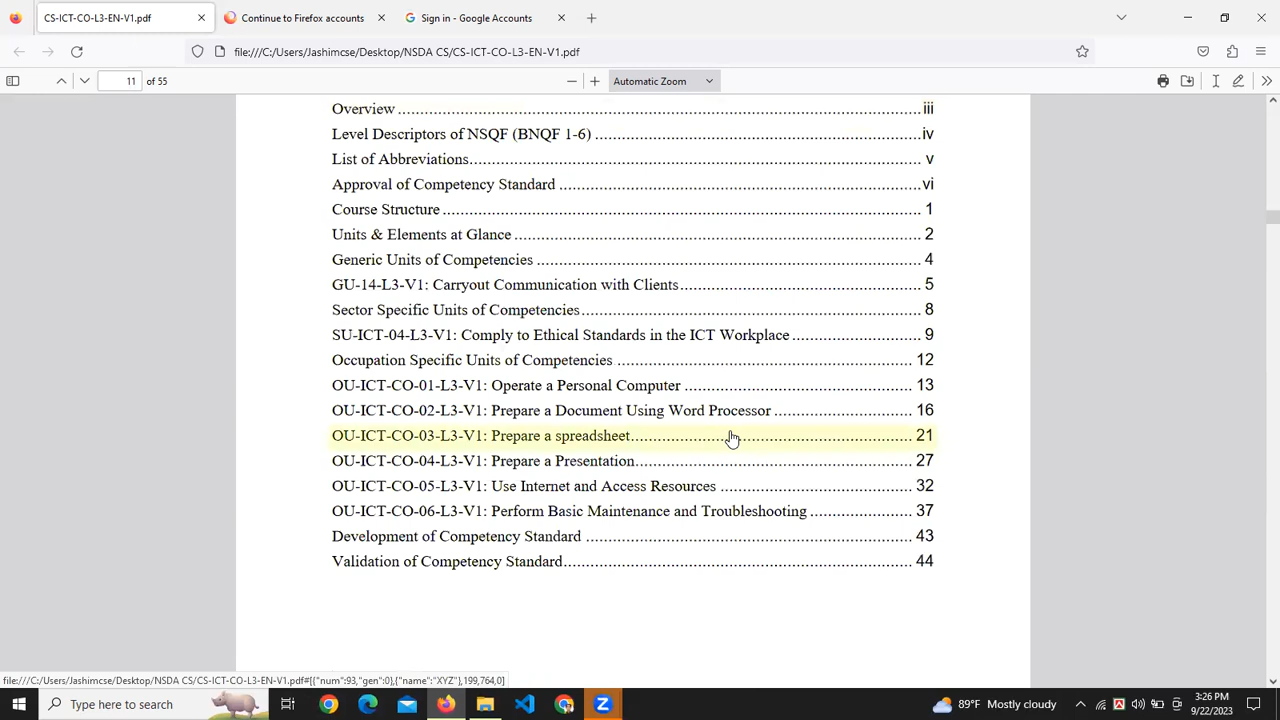 CS-ICT-CO-L3-EN-V1.pdf
Continue to Firefox accounts
Sign in - Google Accounts
file:///C:/Users/Jashimcse/Desktop/NSDA CS/CS-ICT-CO-L3-EN-V1.pdf
11 of 55
Automatic Zoom
Overview ........ iii
Level Descriptors of NSQF (BNQF 1-6) ........ iv
List of Abbreviations........ v
Approval of Competency Standard ........ vi
Course Structure ........ 1
Units & Elements at Glance ........ 2
Generic Units of Competencies ........ 4
GU-14-L3-V1: Carryout Communication with Clients........ 5
Sector Specific Units of Competencies........ 8
SU-ICT-04-L3-V1: Comply to Ethical Standards in the ICT Workplace ........ 9
Occupation Specific Units of Competencies ........ 12
OU-ICT-CO-01-L3-V1: Operate a Personal Computer ........ 13
OU-ICT-CO-02-L3-V1: Prepare a Document Using Word Processor ........ 16
OU-ICT-CO-03-L3-V1: Prepare a spreadsheet........ 21
OU-ICT-CO-04-L3-V1: Prepare a Presentation........ 27
OU-ICT-CO-05-L3-V1: Use Internet and Access Resources ........ 32
OU-ICT-CO-06-L3-V1: Perform Basic Maintenance and Troubleshooting ........ 37
Development of Competency Standard ........ 43
Validation of Competency Standard........ 44
file:///C:/Users/Jashimcse/Desktop/NSDA CS/CS-ICT-CO-L3-EN-V1.pdf#[{"num":93,"gen":0},{"name":"XYZ"},199,764,0]
Type here to search
89°F Mostly cloudy
3:26 PM
9/22/2023